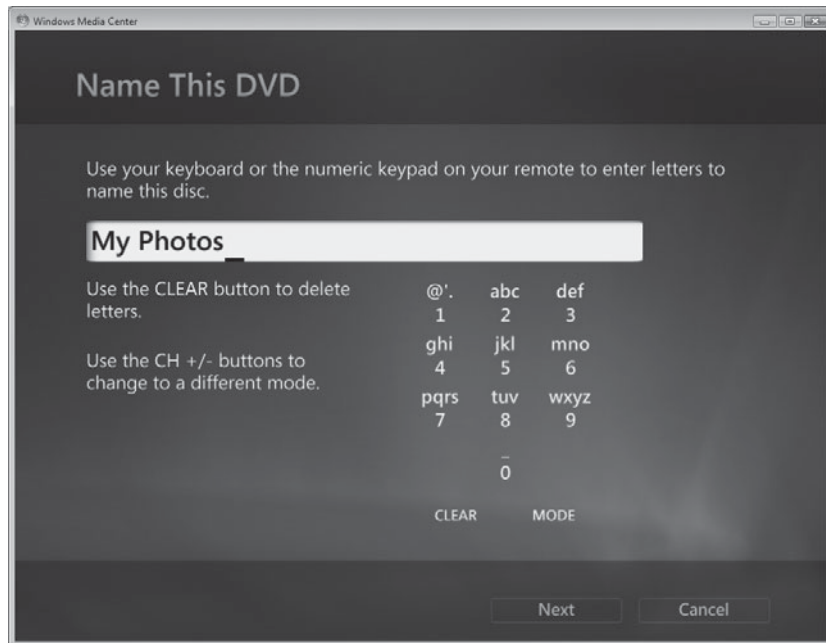 Windows Media Center
Name This DVD
Use your keyboard or the numeric keypad on your remote to enter letters to
name this disc.
My Photos_
Use the CLEAR button to delete
letters.
Use the CH +/- buttons to
change to a different mode.
@'. abc def
1 2 3
ghi jkl mno
4 5 6
pqrs tuv wxyz
7 8 9
_
0
CLEAR MODE
Next Cancel